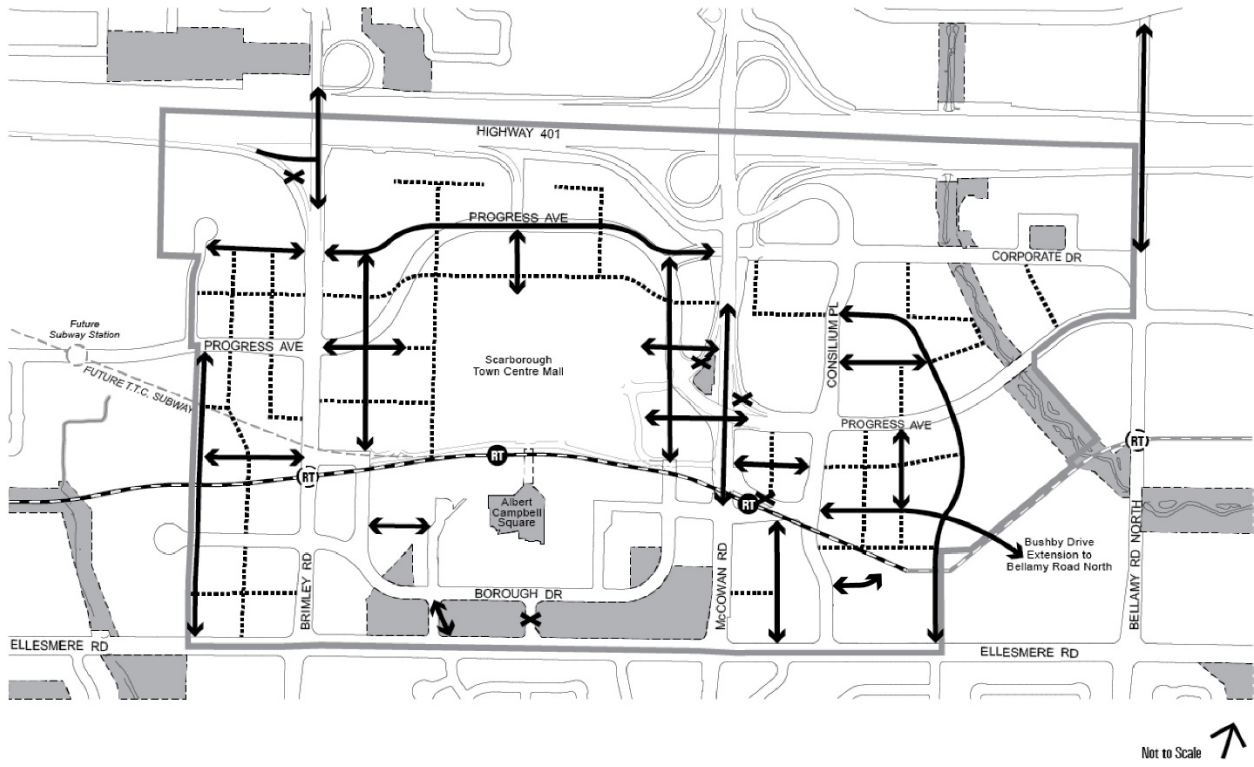 HIGHWAY 401
PROGRESS AVE
CORPORATE DR
Future
Subway Station
PROGRESS AVE
FUTURE T.T.C. SUBWAY
Scarborough
Town Centre Mall
CONSILIUM PL
PROGRESS AVE
RT
RT
RT
RT
Albert
Campbell
Square
Bushby Drive
Extension to
Bellamy Road North
BRIMLEY RD
BOROUGH DR
McCOWAN RD
BELLAMY RD NORTH
ELLESMERE RD
ELLESMERE RD
Not to Scale